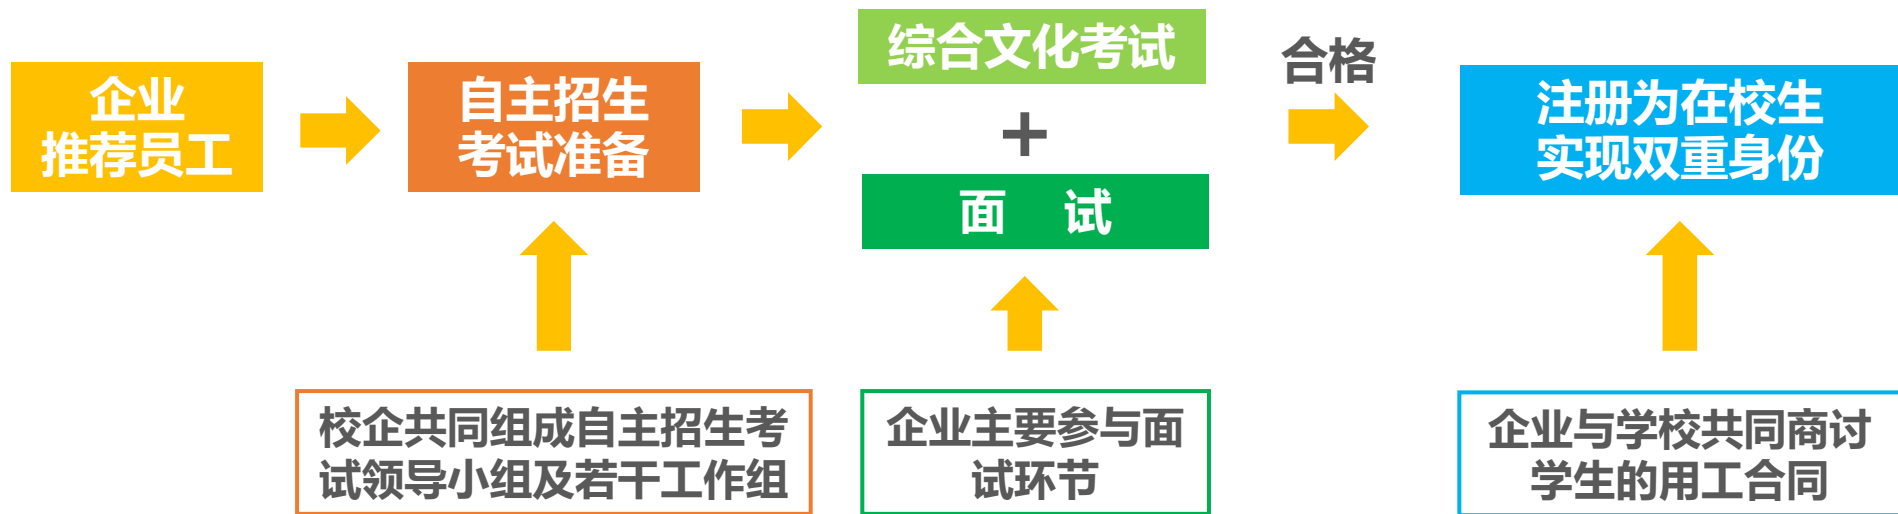 企业
推荐员工
自主招生
考试准备
综合文化考试
+
面 试
合格
注册为在校生
实现双重身份
校企共同组成自主招生考
试领导小组及若干工作组
企业主要参与面
试环节
企业与学校共同商讨
学生的用工合同